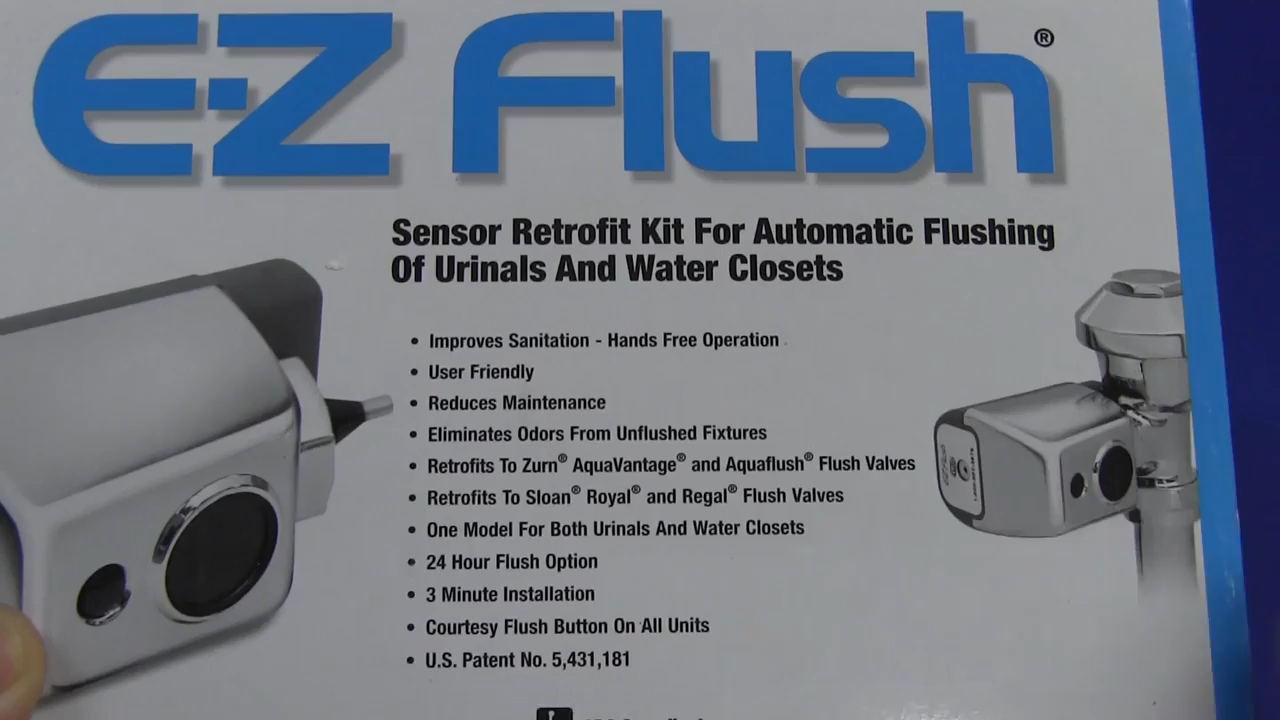 E-Z Flush®
Sensor Retrofit Kit For Automatic Flushing
Of Urinals And Water Closets
• Improves Sanitation - Hands Free Operation
• User Friendly
• Reduces Maintenance
• Eliminates Odors From Unflushed Fixtures
• Retrofits To Zurn® AquaVantage® and Aquaflush® Flush Valves
• Retrofits To Sloan® Royal® and Regal® Flush Valves
• One Model For Both Urinals And Water Closets
• 24 Hour Flush Option
• 3 Minute Installation
• Courtesy Flush Button On All Units
• U.S. Patent No. 5,431,181